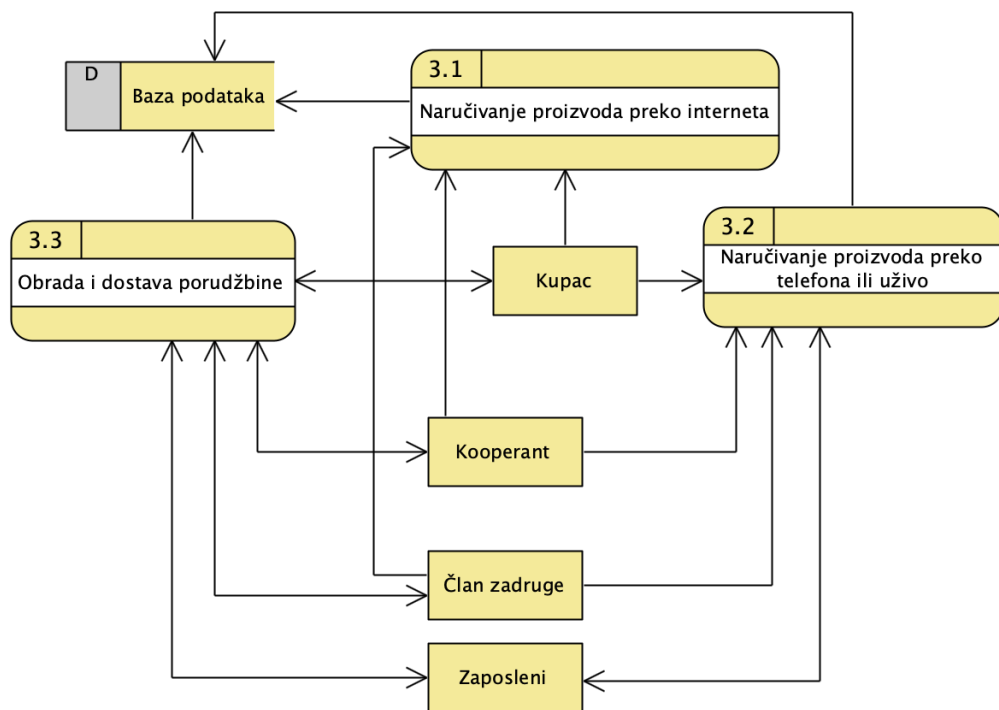 D
Baza podataka
3.1
Naručivanje proizvoda preko interneta
3.3
Obrada i dostava porudžbine
Kupac
3.2
Naručivanje proizvoda preko
telefona ili uživo
Kooperant
Član zadruge
Zaposleni